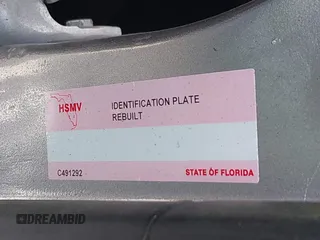 HSMV
IDENTIFICATION PLATE
REBUILT
C491292
STATE OF FLORIDA
DREAMBID